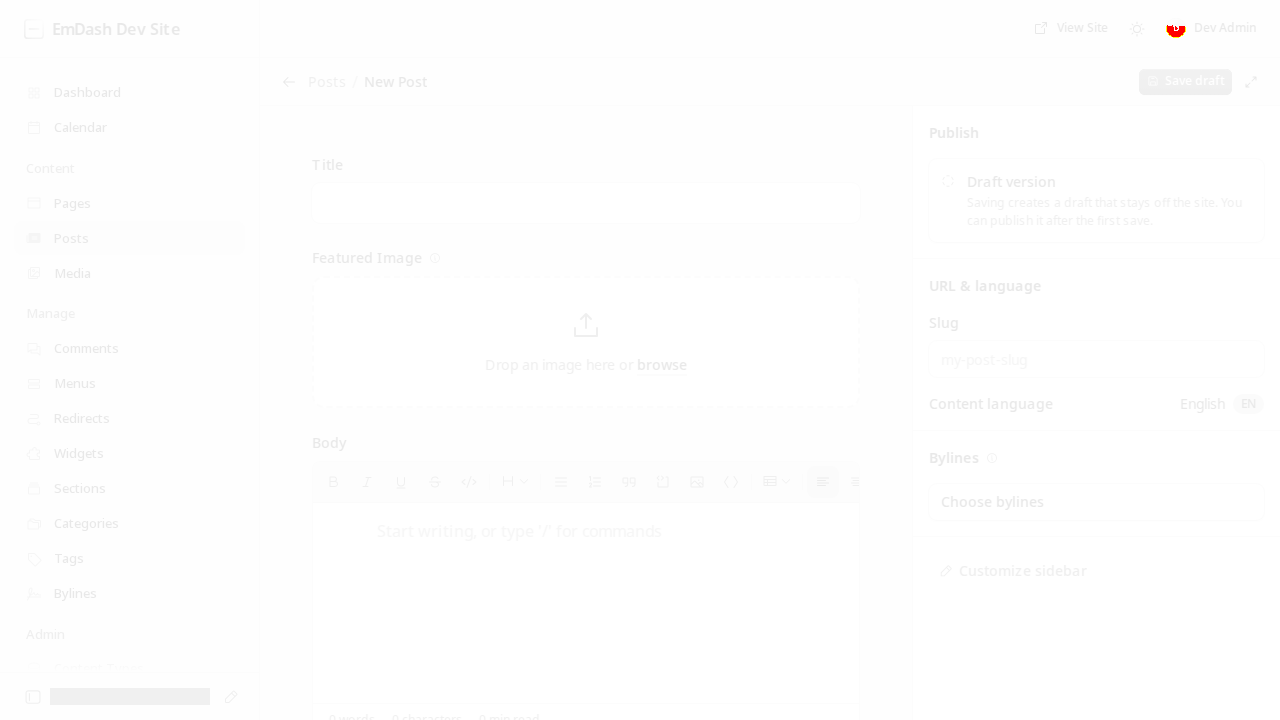 EmDash Dev Site
View Site
Dev Admin
Dashboard
Calendar
Content
Pages
Posts
Media
Manage
Comments
Menus
Redirects
Widgets
Sections
Categories
Tags
Bylines
Admin
Posts / New Post
Save draft
Title
Featured Image
Drop an image here or browse
Body
Start writing, or type '/' for commands
0 words 0 characters 0 min read
Publish
Draft version
Saving creates a draft that stays off the site. You
can publish it after the first save.
URL & language
Slug
my-post-slug
Content language
English EN
Bylines
Choose bylines
Customize sidebar